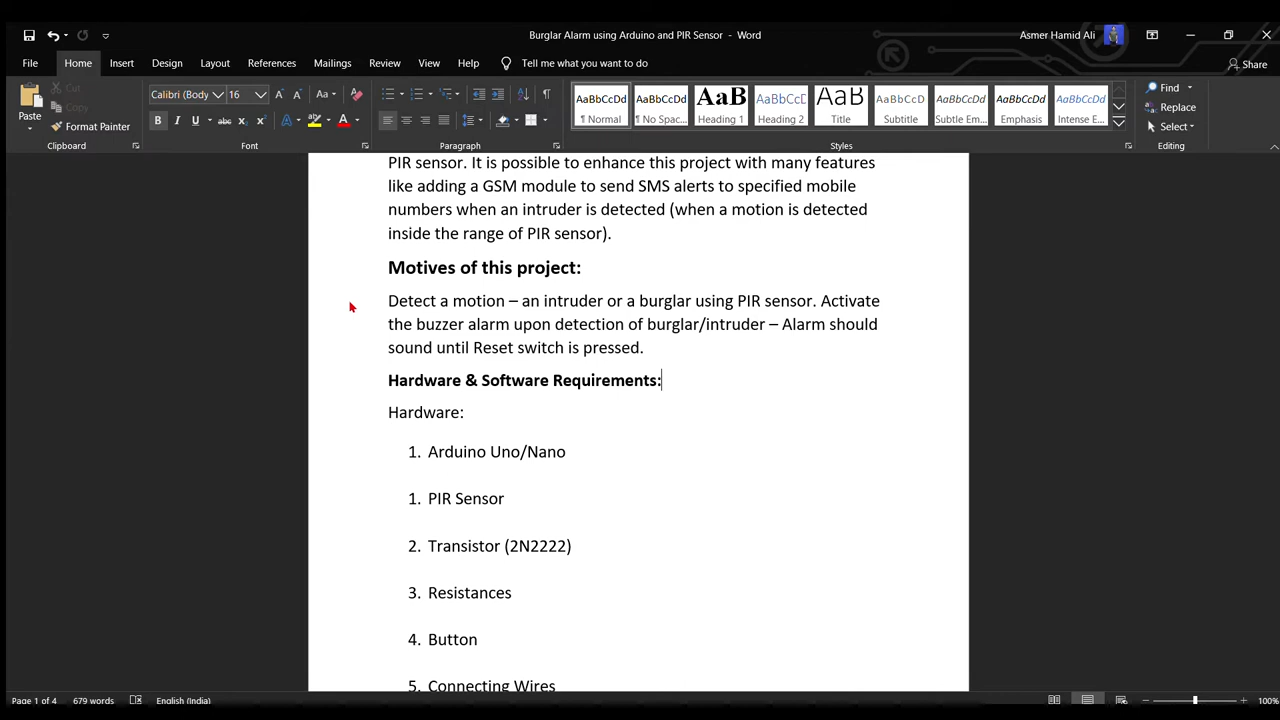 Burglar Alarm using Arduino and PIR Sensor - Word
Asmer Hamid Ali
File Home Insert Design Layout References Mailings Review View Help Tell me what you want to do
Share
Paste
Cut
Copy
Format Painter
Clipboard
Calibri (Body
16
Font
Paragraph
AaBbCcDd
¶ Normal
AaBbCcDd
¶ No Spac...
AaB
Heading 1
AaBbCcC
Heading 2
AaB
Title
AaBbCcD
Subtitle
AaBbCcDd
Subtle Em...
AaBbCcDd
Emphasis
AaBbCcDd
Intense E...
Styles
Find
Replace
Select
Editing
PIR sensor. It is possible to enhance this project with many features
like adding a GSM module to send SMS alerts to specified mobile
numbers when an intruder is detected (when a motion is detected
inside the range of PIR sensor).
Motives of this project:
Detect a motion – an intruder or a burglar using PIR sensor. Activate
the buzzer alarm upon detection of burglar/intruder – Alarm should
sound until Reset switch is pressed.
Hardware & Software Requirements:
Hardware:
1. Arduino Uno/Nano
1. PIR Sensor
2. Transistor (2N2222)
3. Resistances
4. Button
5. Connecting Wires
Page 1 of 4 679 words English (India)
100%